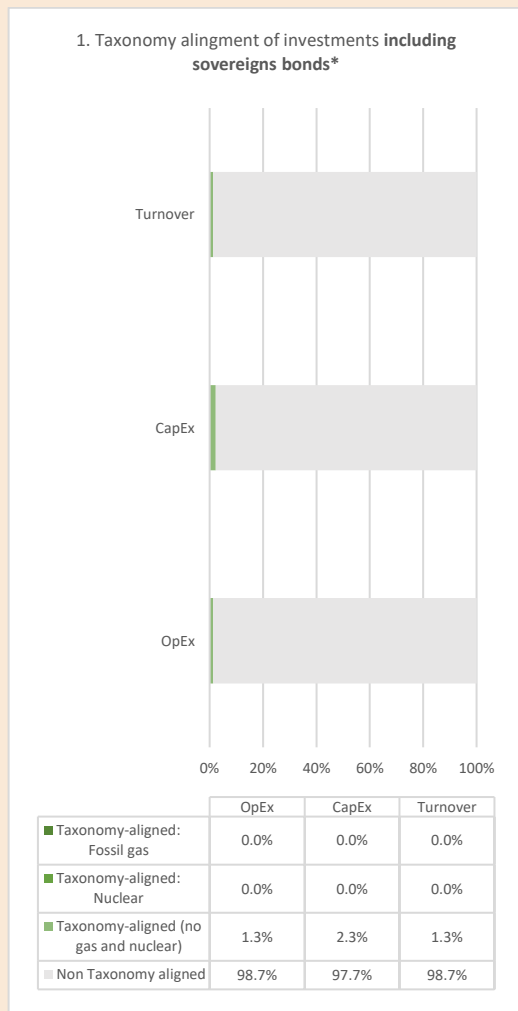 1. Taxonomy alingment of investments including
sovereigns bonds*
Turnover
CapEx
OpEx
0% 20% 40% 60% 80% 100%
OpEx CapEx Turnover
Taxonomy-aligned:
Fossil gas 0.0% 0.0% 0.0%
Taxonomy-aligned:
Nuclear 0.0% 0.0% 0.0%
Taxonomy-aligned (no
gas and nuclear) 1.3% 2.3% 1.3%
Non Taxonomy aligned 98.7% 97.7% 98.7%